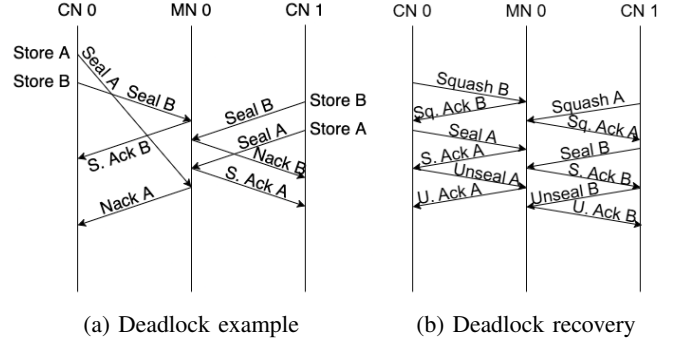 CN 0 MN 0 CN 1
Store A
Store B
Seal A
Seal B
Seal B
Store B
Seal A
Store A
S. Ack B
Nack B
S. Ack A
Nack A
(a) Deadlock example
CN 0 MN 0 CN 1
Squash B
Squash A
Sq. Ack B
Sq. Ack A
Seal A
Seal B
S. Ack A
S. Ack B
Unseal A
Unseal B
U. Ack A
U. Ack B
(b) Deadlock recovery